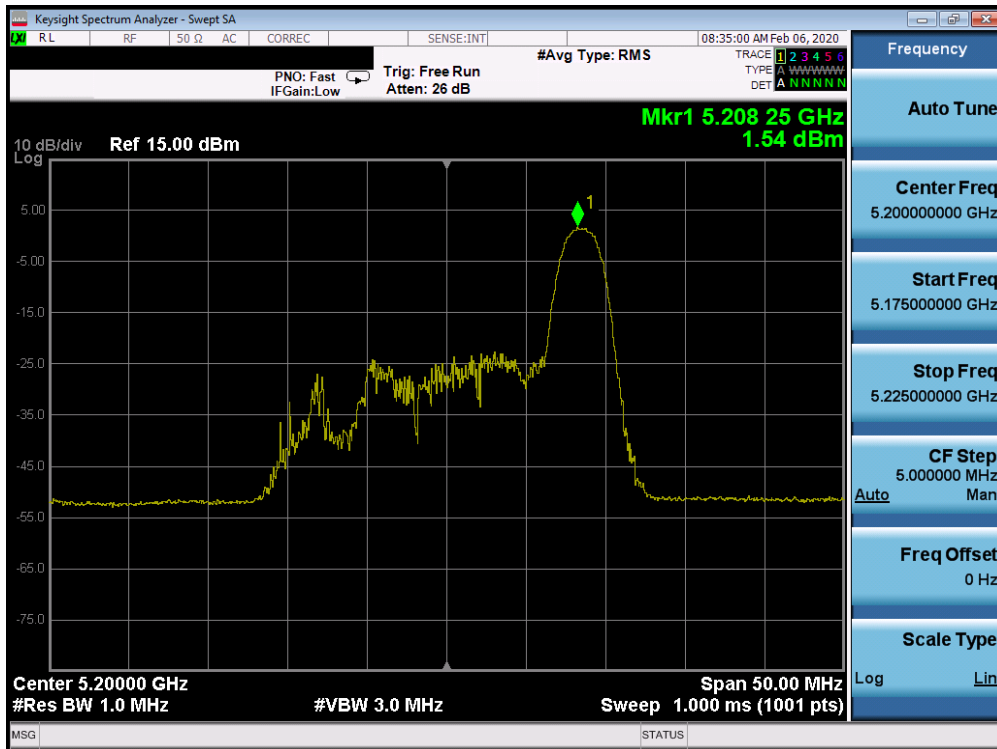 Keysight Spectrum Analyzer - Swept SA
LXI RL RF 50 Ω AC CORREC SENSE:INT 08:35:00 AM Feb 06, 2020
#Avg Type: RMS
TRACE 1 2 3 4 5 6
TYPE A WWWWW
DET A N N N N N
PNO: Fast
IFGain:Low
Trig: Free Run
Atten: 26 dB
Mkr1 5.208 25 GHz
1.54 dBm
10 dB/div
Log
Ref 15.00 dBm
1
5.00
-5.00
-15.0
-25.0
-35.0
-45.0
-55.0
-65.0
-75.0
Center 5.20000 GHz
Span 50.00 MHz
#Res BW 1.0 MHz
#VBW 3.0 MHz
Sweep 1.000 ms (1001 pts)
MSG
STATUS
Frequency
Auto Tune
Center Freq
5.200000000 GHz
Start Freq
5.175000000 GHz
Stop Freq
5.225000000 GHz
CF Step
5.000000 MHz
Auto Man
Freq Offset
0 Hz
Scale Type
Log Lin